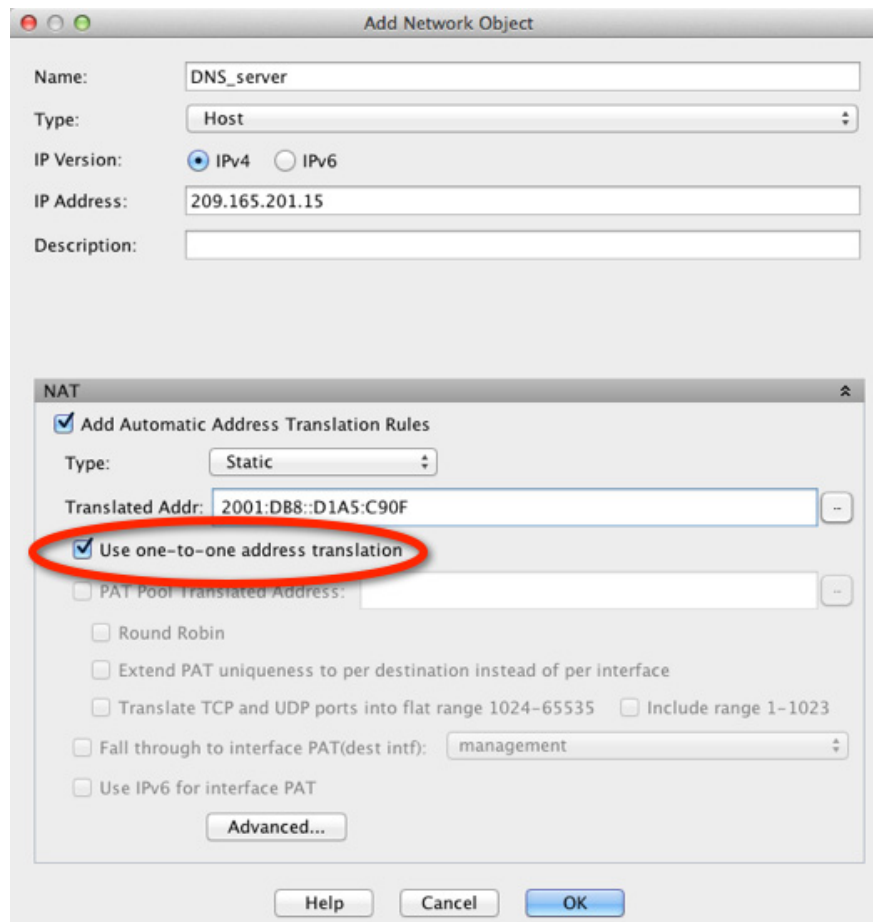 Add Network Object
Name: DNS_server
Type: Host
IP Version: IPv4 IPv6
IP Address: 209.165.201.15
Description:
NAT
Add Automatic Address Translation Rules
Type: Static
Translated Addr: 2001:DB8::D1A5:C90F ..
Use one-to-one address translation
PAT Pool Translated Address: ..
Round Robin
Extend PAT uniqueness to per destination instead of per interface
Translate TCP and UDP ports into flat range 1024-65535 Include range 1-1023
Fall through to interface PAT(dest intf): management
Use IPv6 for interface PAT
Advanced...
Help Cancel OK